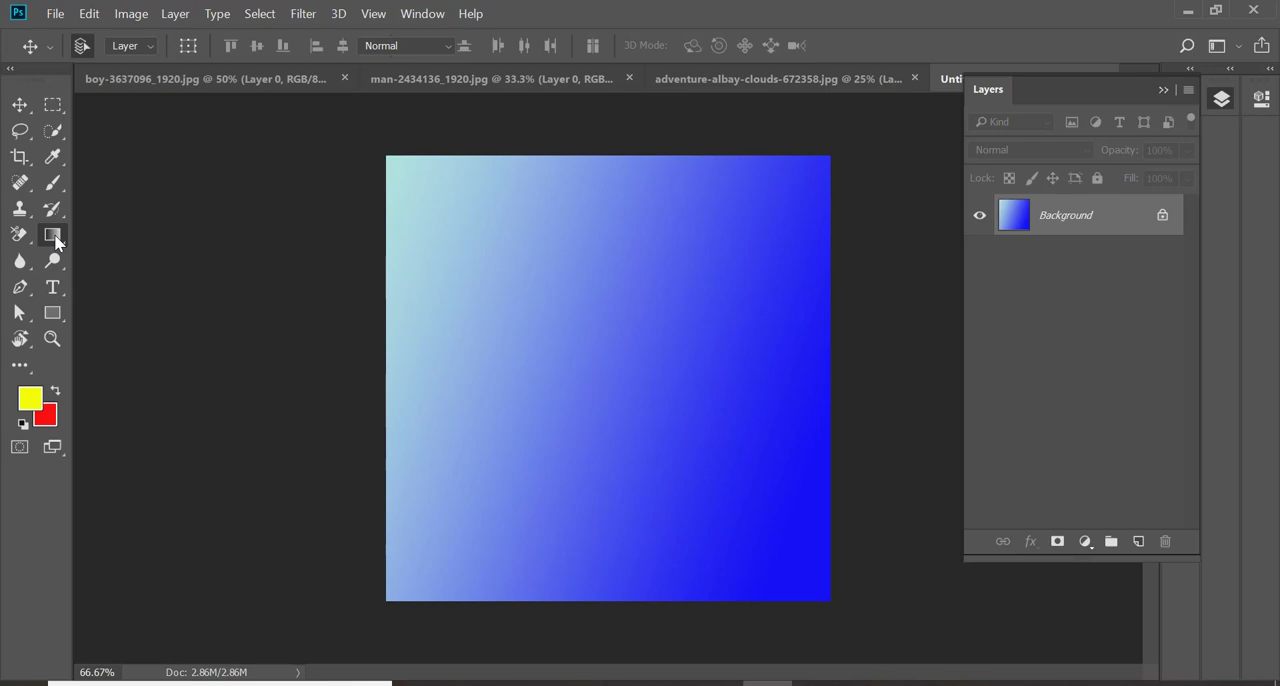 Ps File Edit Image Layer Type Select Filter 3D View Window Help
Layer Normal 3D Mode:
boy-3637096_1920.jpg @ 50% (Layer 0, RGB/8... man-2434136_1920.jpg @ 33.3% (Layer 0, RGB... adventure-albay-clouds-672358.jpg @ 25% (La... Unti
Layers
Kind
Normal Opacity: 100%
Lock: Fill: 100%
Background
fx
66.67% Doc: 2.86M/2.86M